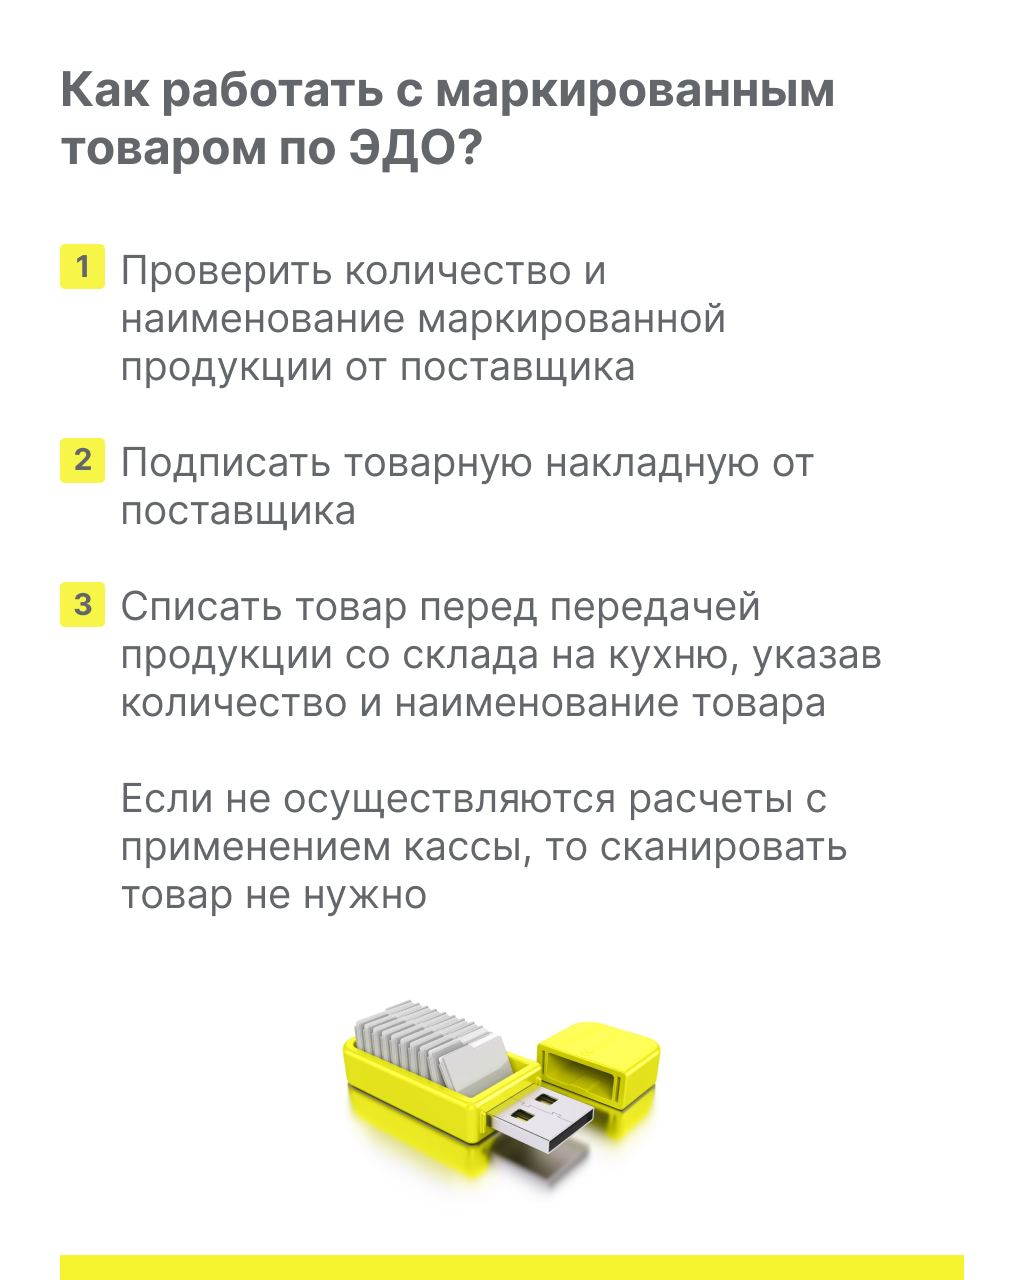 Как работать с маркированным
товаром по ЭДО?
1 Проверить количество и
наименование маркированной
продукции от поставщика
2 Подписать товарную накладную от
поставщика
3 Списать товар перед передачей
продукции со склада на кухню, указав
количество и наименование товара
Если не осуществляются расчеты с
применением кассы, то сканировать
товар не нужно